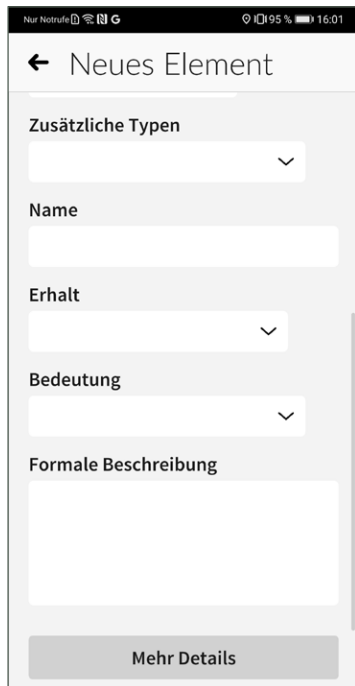 Nur Notrufe G 95 % 16:01
Neues Element
Zusätzliche Typen
Name
Erhalt
Bedeutung
Formale Beschreibung
Mehr Details